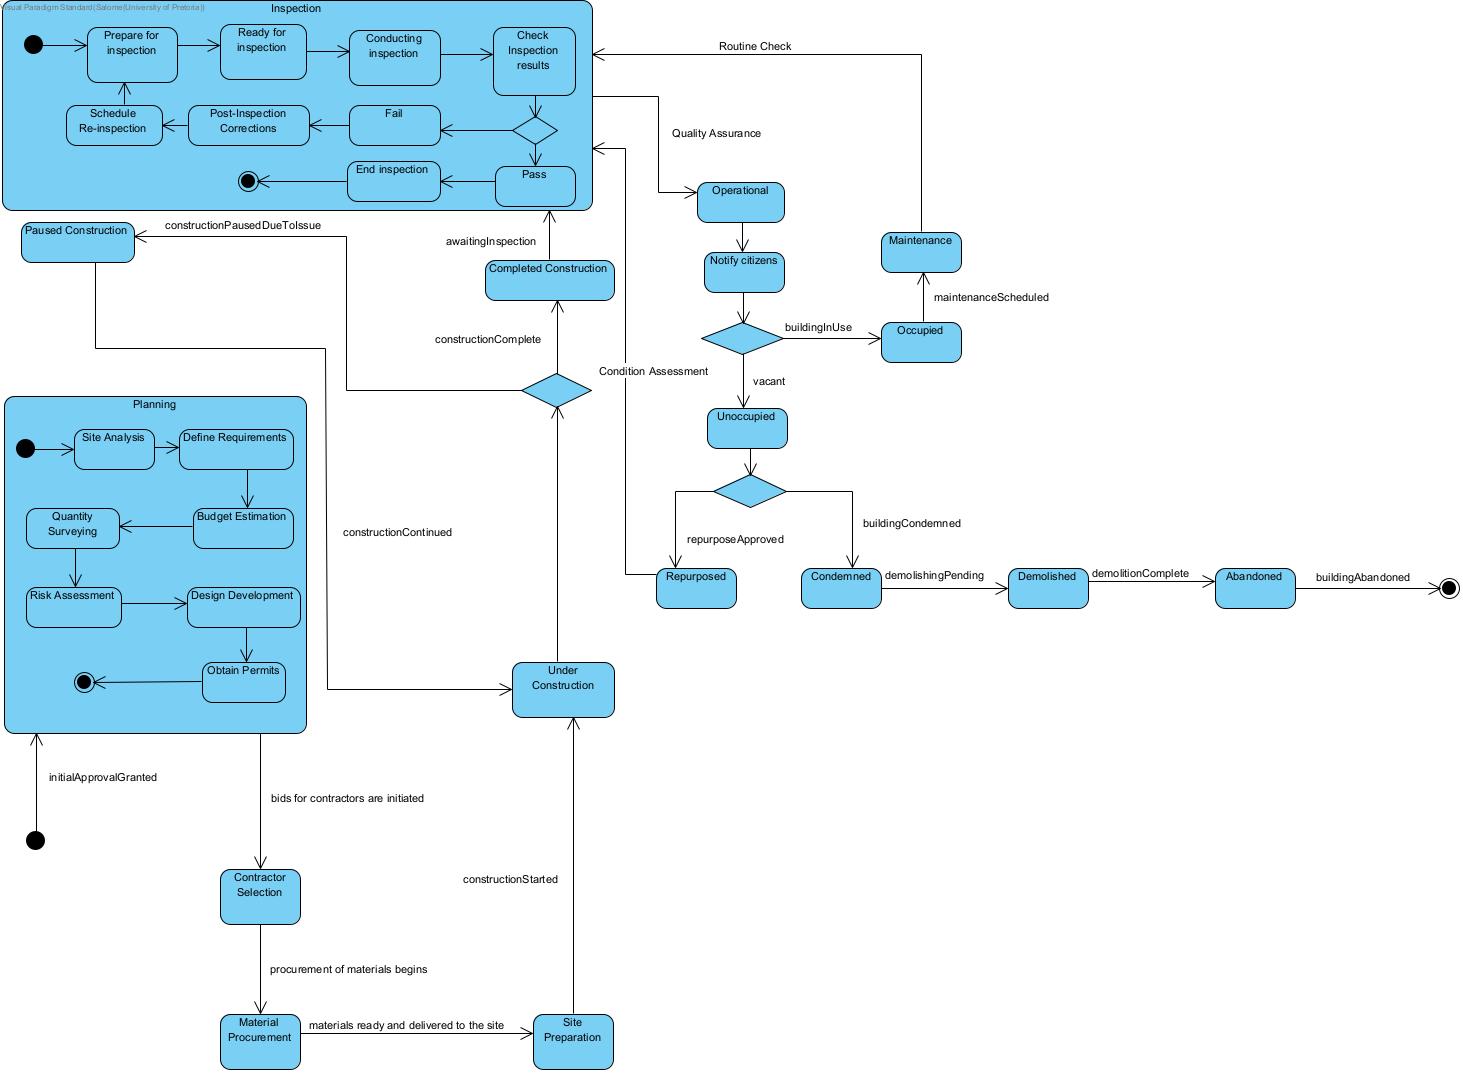 Visual Paradigm Standard(Salome(University of Pretoria))
Inspection
Prepare for
inspection
Ready for
inspection
Conducting
inspection
Check
Inspection
results
Schedule
Re-inspection
Post-Inspection
Corrections
Fail
End inspection
Pass
Routine Check
Quality Assurance
Operational
Paused Construction
constructionPausedDueToIssue
awaitingInspection
Completed Construction
Notify citizens
Maintenance
maintenanceScheduled
buildingInUse
Occupied
constructionComplete
Condition Assessment
vacant
Unoccupied
Planning
Site Analysis
Define Requirements
Quantity
Surveying
Budget Estimation
Risk Assessment
Design Development
Obtain Permits
constructionContinued
repurposeApproved
buildingCondemned
Repurposed
Condemned
demolishingPending
Demolished
demolitionComplete
Abandoned
buildingAbandoned
Under
Construction
initialApprovalGranted
bids for contractors are initiated
Contractor
Selection
constructionStarted
procurement of materials begins
Material
Procurement
materials ready and delivered to the site
Site
Preparation